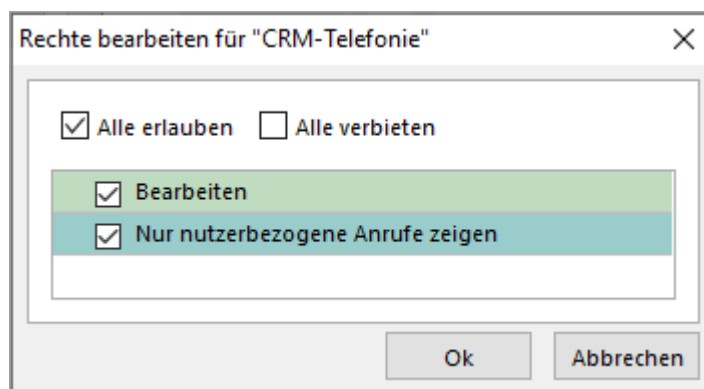 Rechte bearbeiten für "CRM-Telefonie"
Alle erlauben Alle verbieten
Bearbeiten
Nur nutzerbezogene Anrufe zeigen
Ok Abbrechen